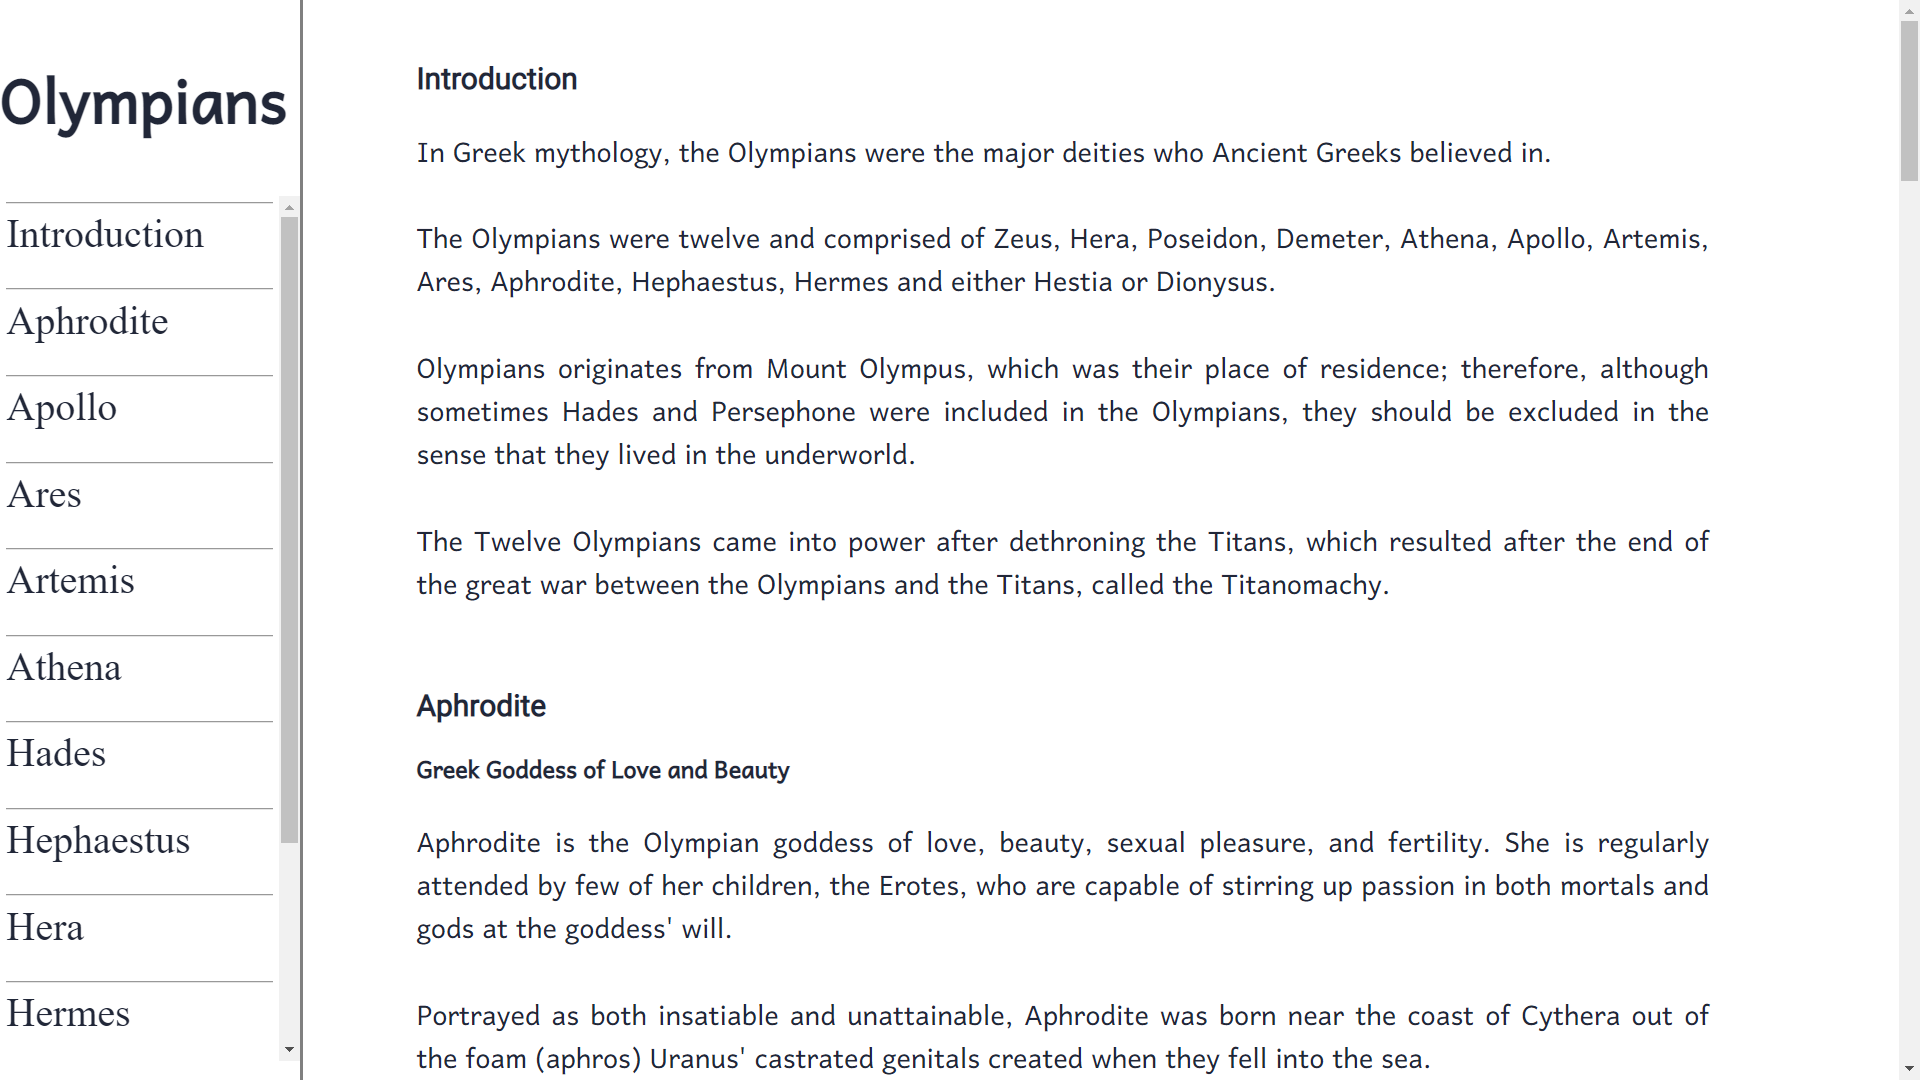 Olympians
Introduction
Aphrodite
Apollo
Ares
Artemis
Athena
Hades
Hephaestus
Hera
Hermes
Introduction
In Greek mythology, the Olympians were the major deities who Ancient Greeks believed in.
The Olympians were twelve and comprised of Zeus, Hera, Poseidon, Demeter, Athena, Apollo, Artemis,
Ares, Aphrodite, Hephaestus, Hermes and either Hestia or Dionysus.
Olympians originates from Mount Olympus, which was their place of residence; therefore, although
sometimes Hades and Persephone were included in the Olympians, they should be excluded in the
sense that they lived in the underworld.
The Twelve Olympians came into power after dethroning the Titans, which resulted after the end of
the great war between the Olympians and the Titans, called the Titanomachy.
Aphrodite
Greek Goddess of Love and Beauty
Aphrodite is the Olympian goddess of love, beauty, sexual pleasure, and fertility. She is regularly
attended by few of her children, the Erotes, who are capable of stirring up passion in both mortals and
gods at the goddess' will.
Portrayed as both insatiable and unattainable, Aphrodite was born near the coast of Cythera out of
the foam (aphros) Uranus' castrated genitals created when they fell into the sea.